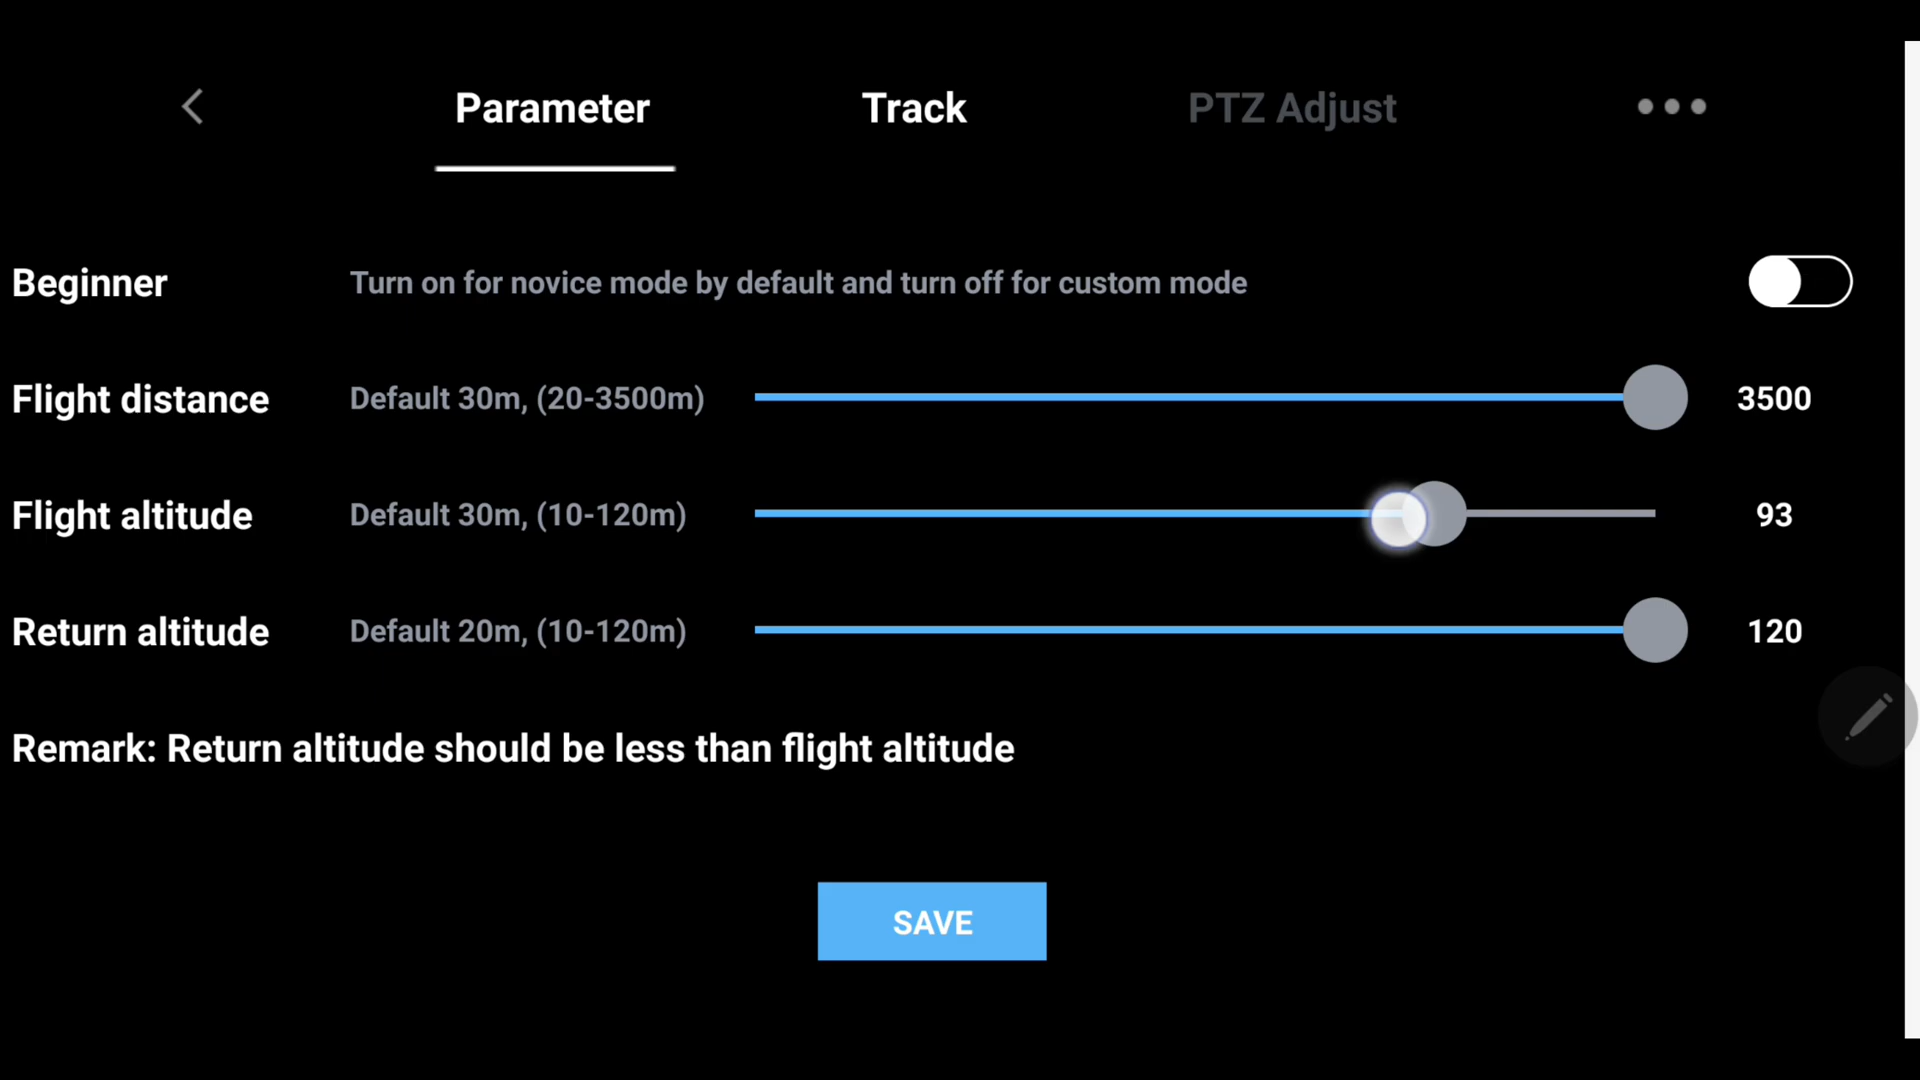 Parameter Track PTZ Adjust
Beginner Turn on for novice mode by default and turn off for custom mode
Flight distance Default 30m, (20-3500m) 3500
Flight altitude Default 30m, (10-120m) 93
Return altitude Default 20m, (10-120m) 120
Remark: Return altitude should be less than flight altitude
SAVE